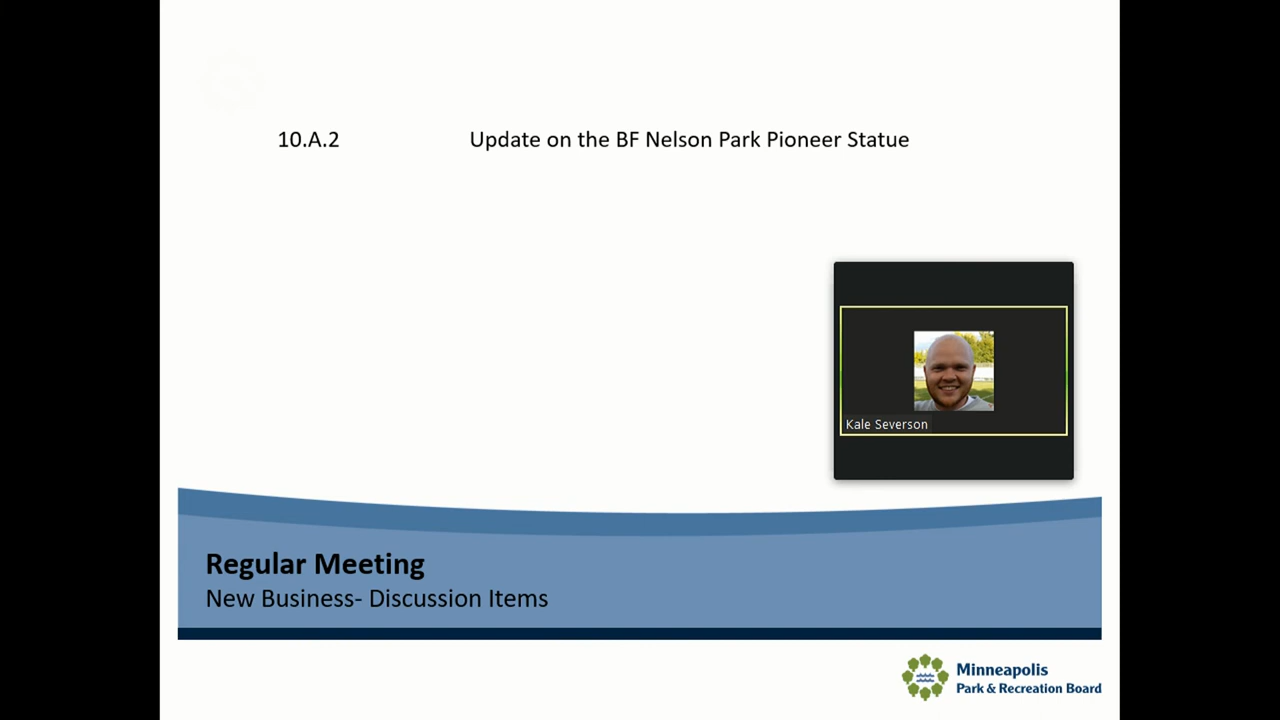 10.A.2 Update on the BF Nelson Park Pioneer Statue
Kale Severson
Regular Meeting
New Business- Discussion Items
Minneapolis
Park & Recreation Board